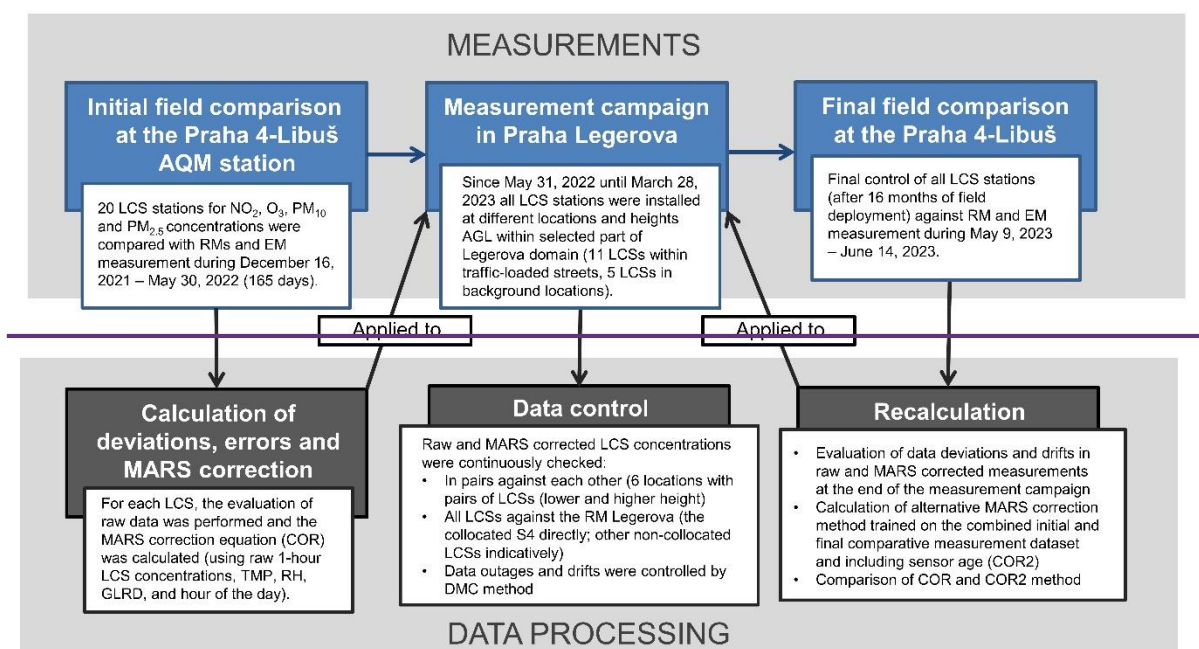 MEASUREMENTS
Initial field comparison
at the Praha 4-Libuš
AQM station
20 LCS stations for NO₂, O₃, PM₁₀
and PM₂.₅ concentrations were
compared with RMs and EM
measurement during December 16,
2021 – May 30, 2022 (165 days).
Measurement campaign
in Praha Legerova
Since May 31, 2022 until March 28,
2023 all LCS stations were installed
at different locations and heights
AGL within selected part of
Legerova domain (11 LCSs within
traffic-loaded streets, 5 LCSs in
background locations).
Final field comparison
at the Praha 4-Libuš
Final control of all LCS stations
(after 16 months of field
deployment) against RM and EM
measurement during May 9, 2023
– June 14, 2023.
Applied to
Applied to
Calculation of
deviations, errors and
MARS correction
For each LCS, the evaluation of
raw data was performed and the
MARS correction equation (COR)
was calculated (using raw 1-hour
LCS concentrations, TMP, RH,
GLRD, and hour of the day).
Data control
Raw and MARS corrected LCS concentrations
were continuously checked:
• In pairs against each other (6 locations with
pairs of LCSs (lower and higher height)
• All LCSs against the RM Legerova (the
collocated S4 directly; other non-collocated
LCSs indicatively)
• Data outages and drifts were controlled by
DMC method
Recalculation
• Evaluation of data deviations and drifts in
raw and MARS corrected measurements
at the end of the measurement campaign
• Calculation of alternative MARS correction
method trained on the combined initial and
final comparative measurement dataset
and including sensor age (COR2)
• Comparison of COR and COR2 method
DATA PROCESSING